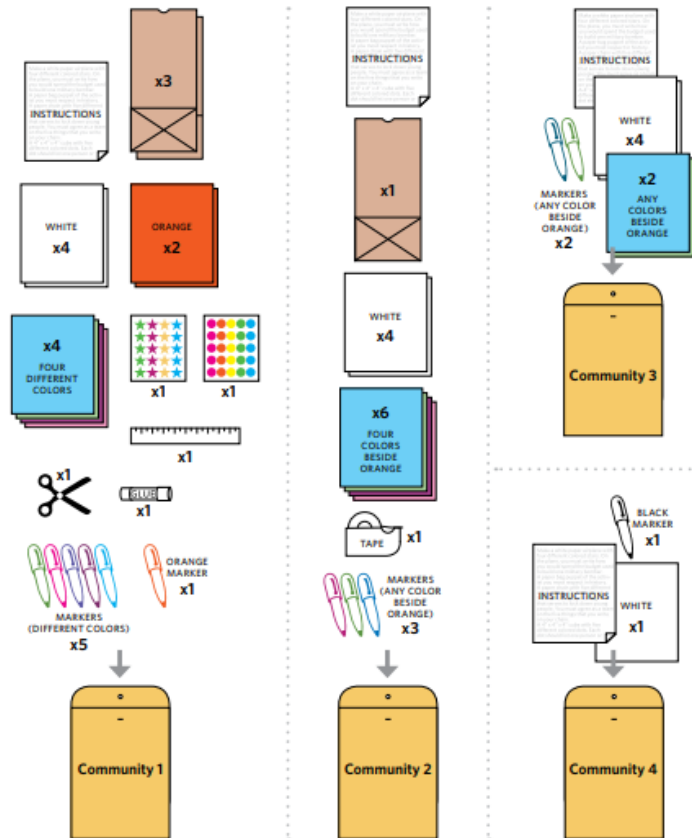 INSTRUCTIONS
x3
WHITE
x4
ORANGE
x2
x4
FOUR
DIFFERENT
COLORS
x1
x1
x1
x1
GLUE
x1
MARKERS
(DIFFERENT COLORS)
x5
ORANGE
MARKER
x1
Community 1
INSTRUCTIONS
x1
WHITE
x4
x6
FOUR
COLORS
BESIDE
ORANGE
TAPE
x1
MARKERS
(ANY COLOR
BESIDE
ORANGE)
x3
Community 2
INSTRUCTIONS
WHITE
x4
x2
ANY
COLORS
BESIDE
ORANGE
MARKERS
(ANY COLOR
BESIDE
ORANGE)
x2
Community 3
BLACK
MARKER
x1
INSTRUCTIONS
WHITE
x1
Community 4